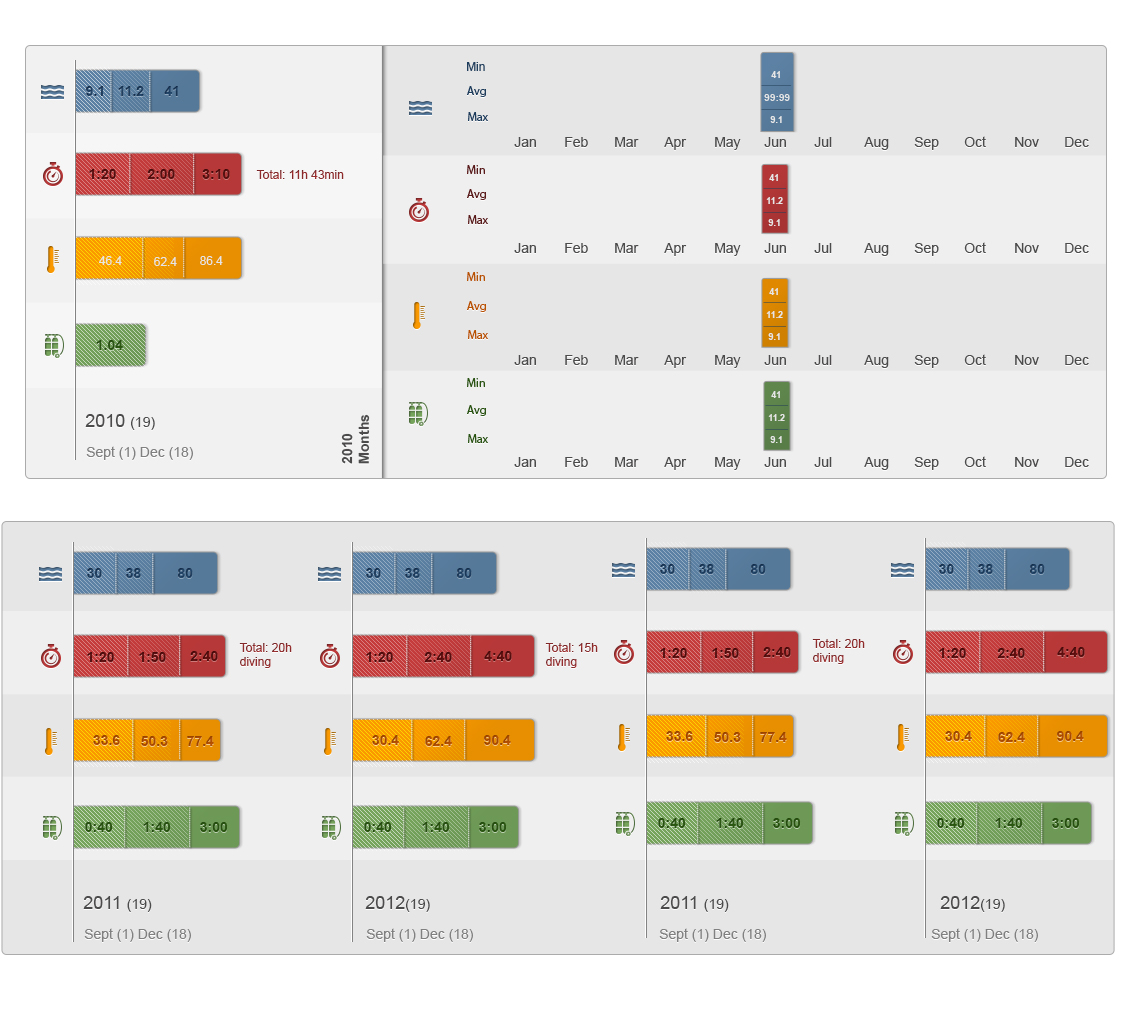 9.1 11.2 41
1:20 2:00 3:10 Total: 11h 43min
46.4 62.4 86.4
1.04
2010 (19)
Sept (1) Dec (18)
2010
Months
Min
Avg
Max
41
99:99
9.1
Jan Feb Mar Apr May Jun Jul Aug Sep Oct Nov Dec
Min
Avg
Max
41
11.2
9.1
Jan Feb Mar Apr May Jun Jul Aug Sep Oct Nov Dec
Min
Avg
Max
41
11.2
9.1
Jan Feb Mar Apr May Jun Jul Aug Sep Oct Nov Dec
Min
Avg
Max
41
11.2
9.1
Jan Feb Mar Apr May Jun Jul Aug Sep Oct Nov Dec
30 38 80
1:20 1:50 2:40 Total: 20h
diving
33.6 50.3 77.4
0:40 1:40 3:00
2011 (19)
Sept (1) Dec (18)
30 38 80
1:20 2:40 4:40 Total: 15h
diving
30.4 62.4 90.4
0:40 1:40 3:00
2012(19)
Sept (1) Dec (18)
30 38 80
1:20 1:50 2:40 Total: 20h
diving
33.6 50.3 77.4
0:40 1:40 3:00
2011 (19)
Sept (1) Dec (18)
30 38 80
1:20 2:40 4:40
30.4 62.4 90.4
0:40 1:40 3:00
2012(19)
Sept (1) Dec (18)